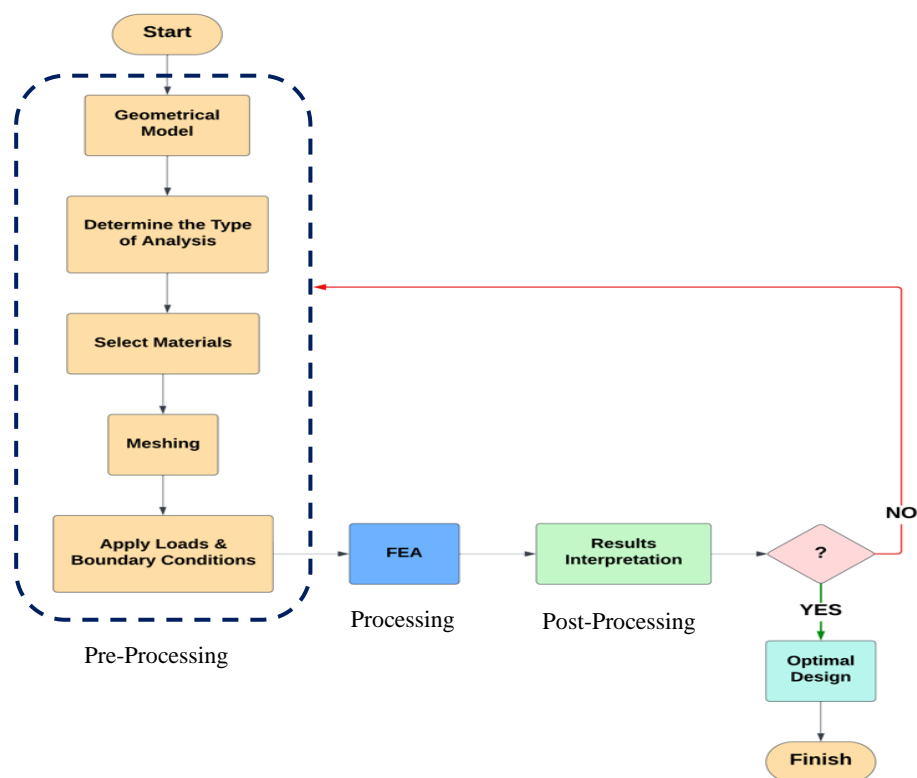 Start
Geometrical
Model
Determine the Type
of Analysis
Select Materials
Meshing
Apply Loads &
Boundary Conditions
Pre-Processing
FEA
Processing
Results
Interpretation
Post-Processing
?
NO
YES
Optimal
Design
Finish